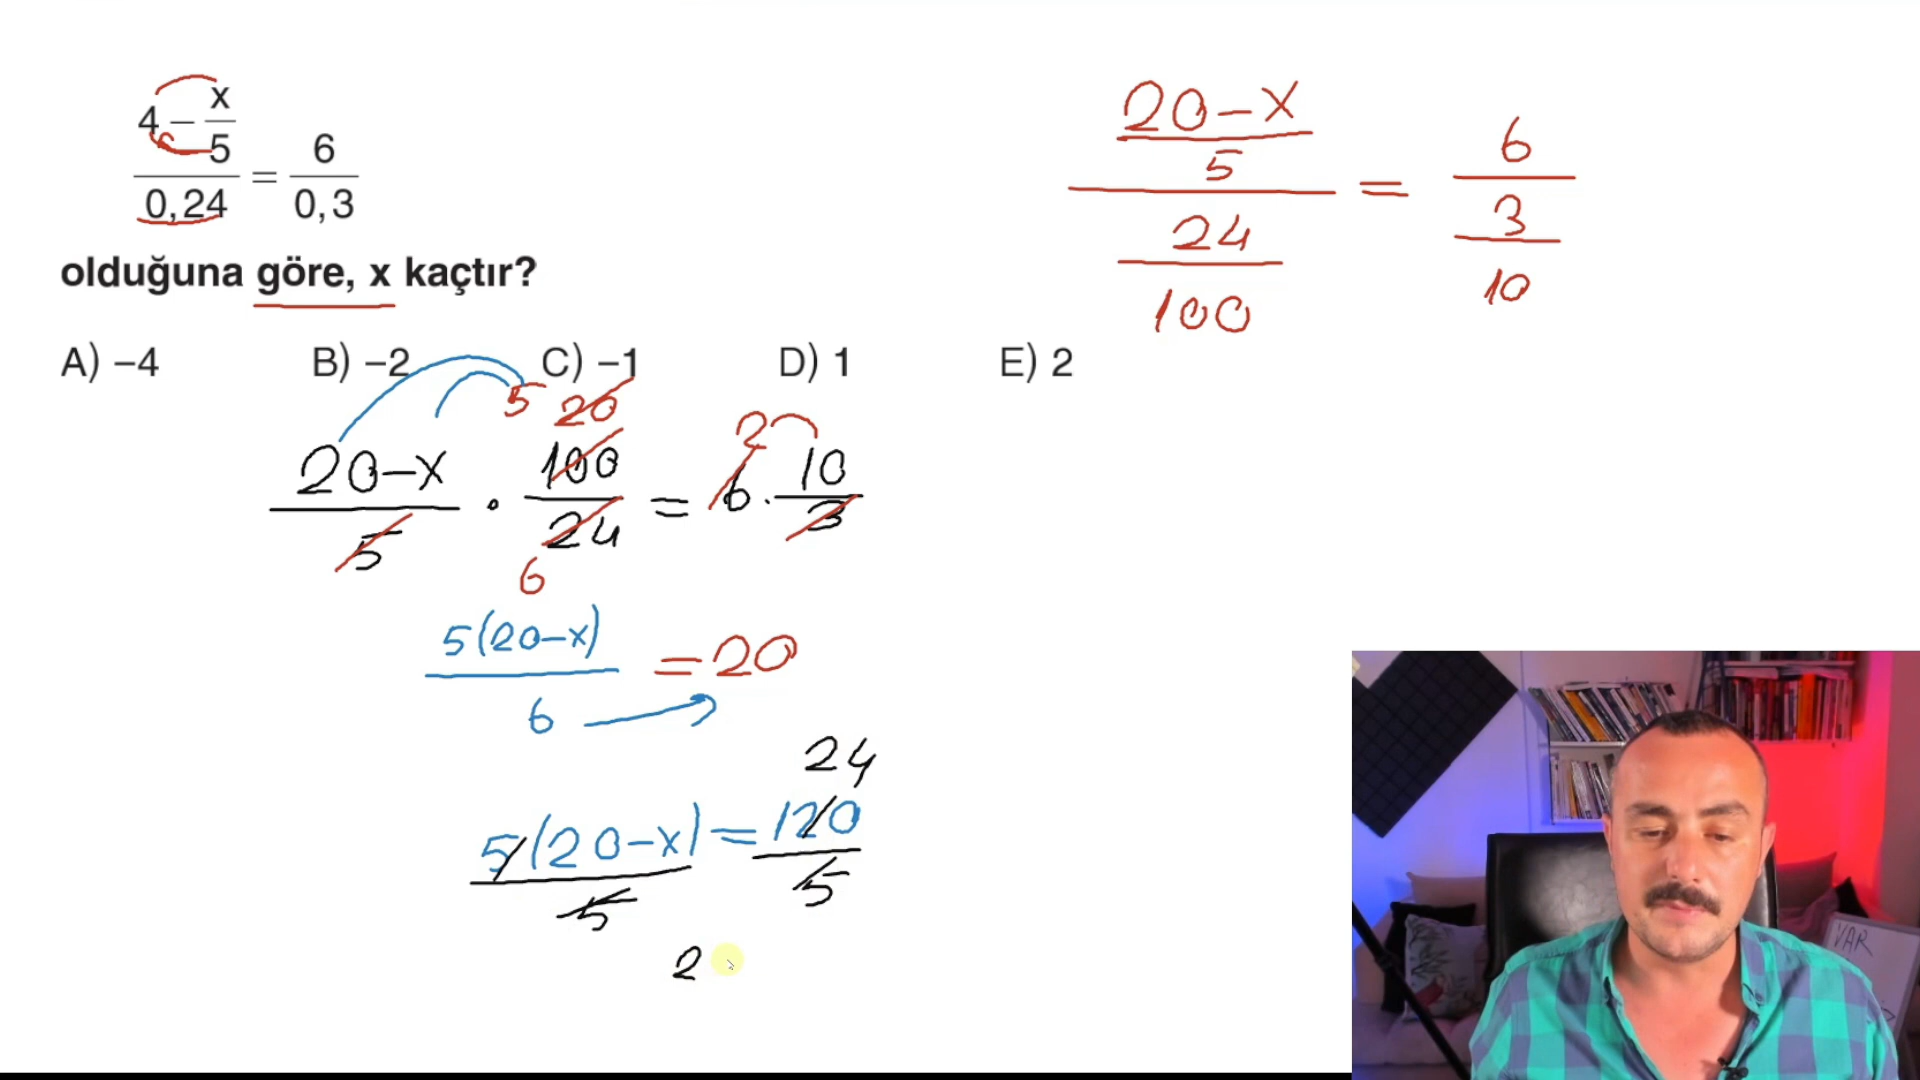 4 − x/5 / 0,24 = 6 / 0,3
olduğuna göre, x kaçtır?
A) −4 B) −2 C) −1 D) 1 E) 2
20−x / 5 / 24 / 100 = 6 / 3 / 10
5 20 2
20−x / 5 · 100 / 24 = 6 · 10 / 3
6
5(20−x) / 6 = 20
24
5(20−x) / 5 = 120 / 5
2
VAR